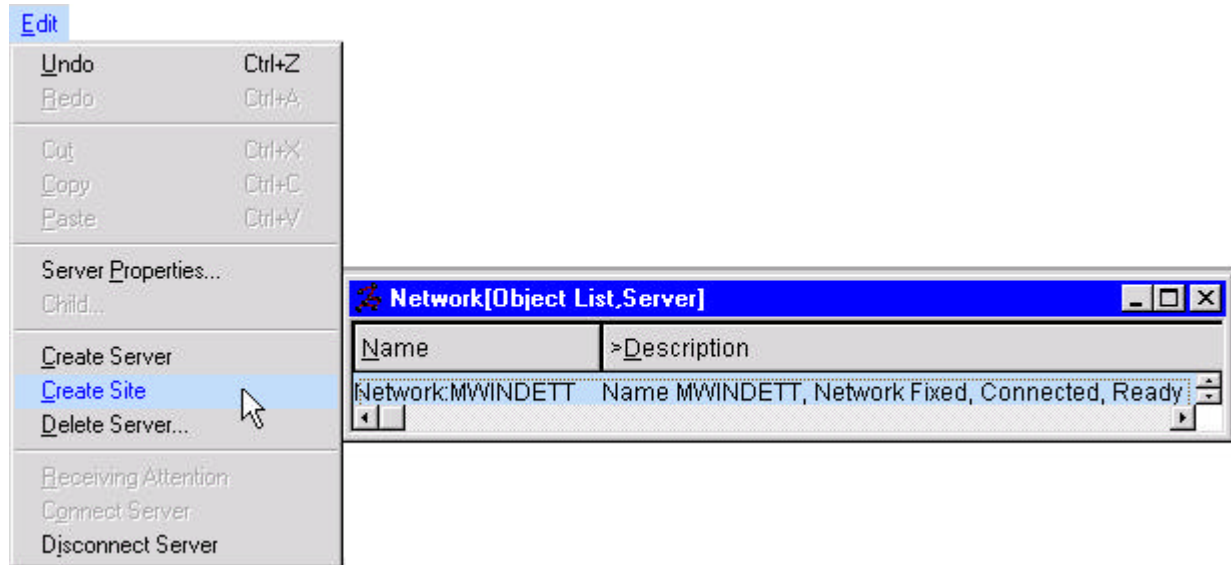 Edit
Undo Ctrl+Z
Redo Ctrl+A
Cut Ctrl+X
Copy Ctrl+C
Paste Ctrl+V
Server Properties...
Child...
Create Server
Create Site
Delete Server...
Receiving Attention
Connect Server
Disconnect Server
Network[Object List,Server]
Name >Description
Network:MWINDETT Name MWINDETT, Network Fixed, Connected, Ready